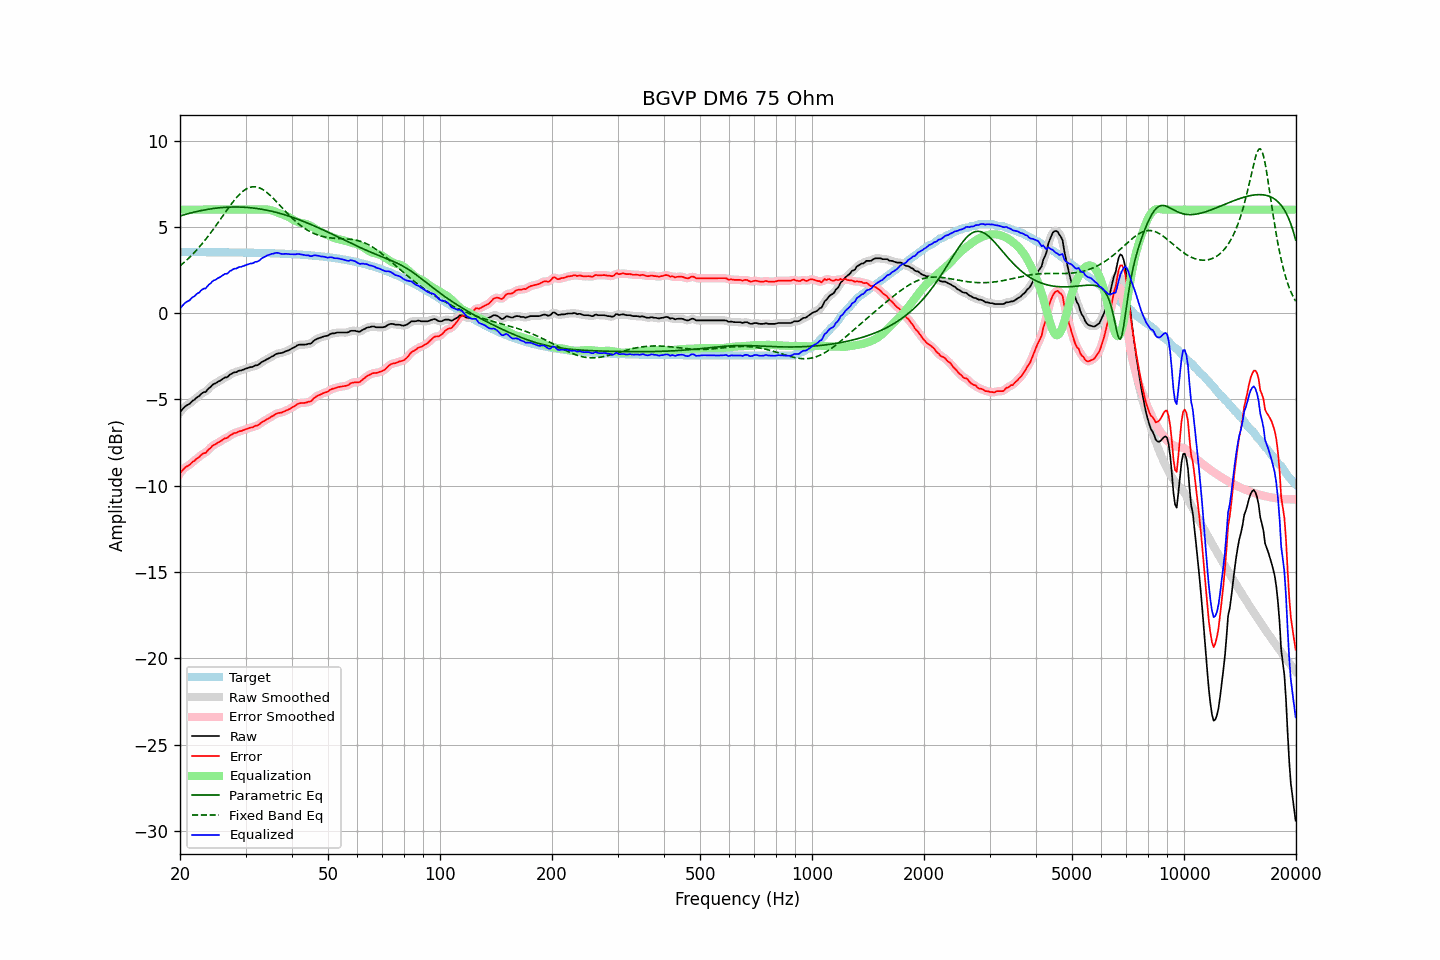 BGVP DM6 75 Ohm
Amplitude (dBr)
10
5
0
−5
−10
−15
−20
−25
−30
Target
Raw Smoothed
Error Smoothed
Raw
Error
Equalization
Parametric Eq
Fixed Band Eq
Equalized
20
50
100
200
500
1000
2000
5000
10000
20000
Frequency (Hz)